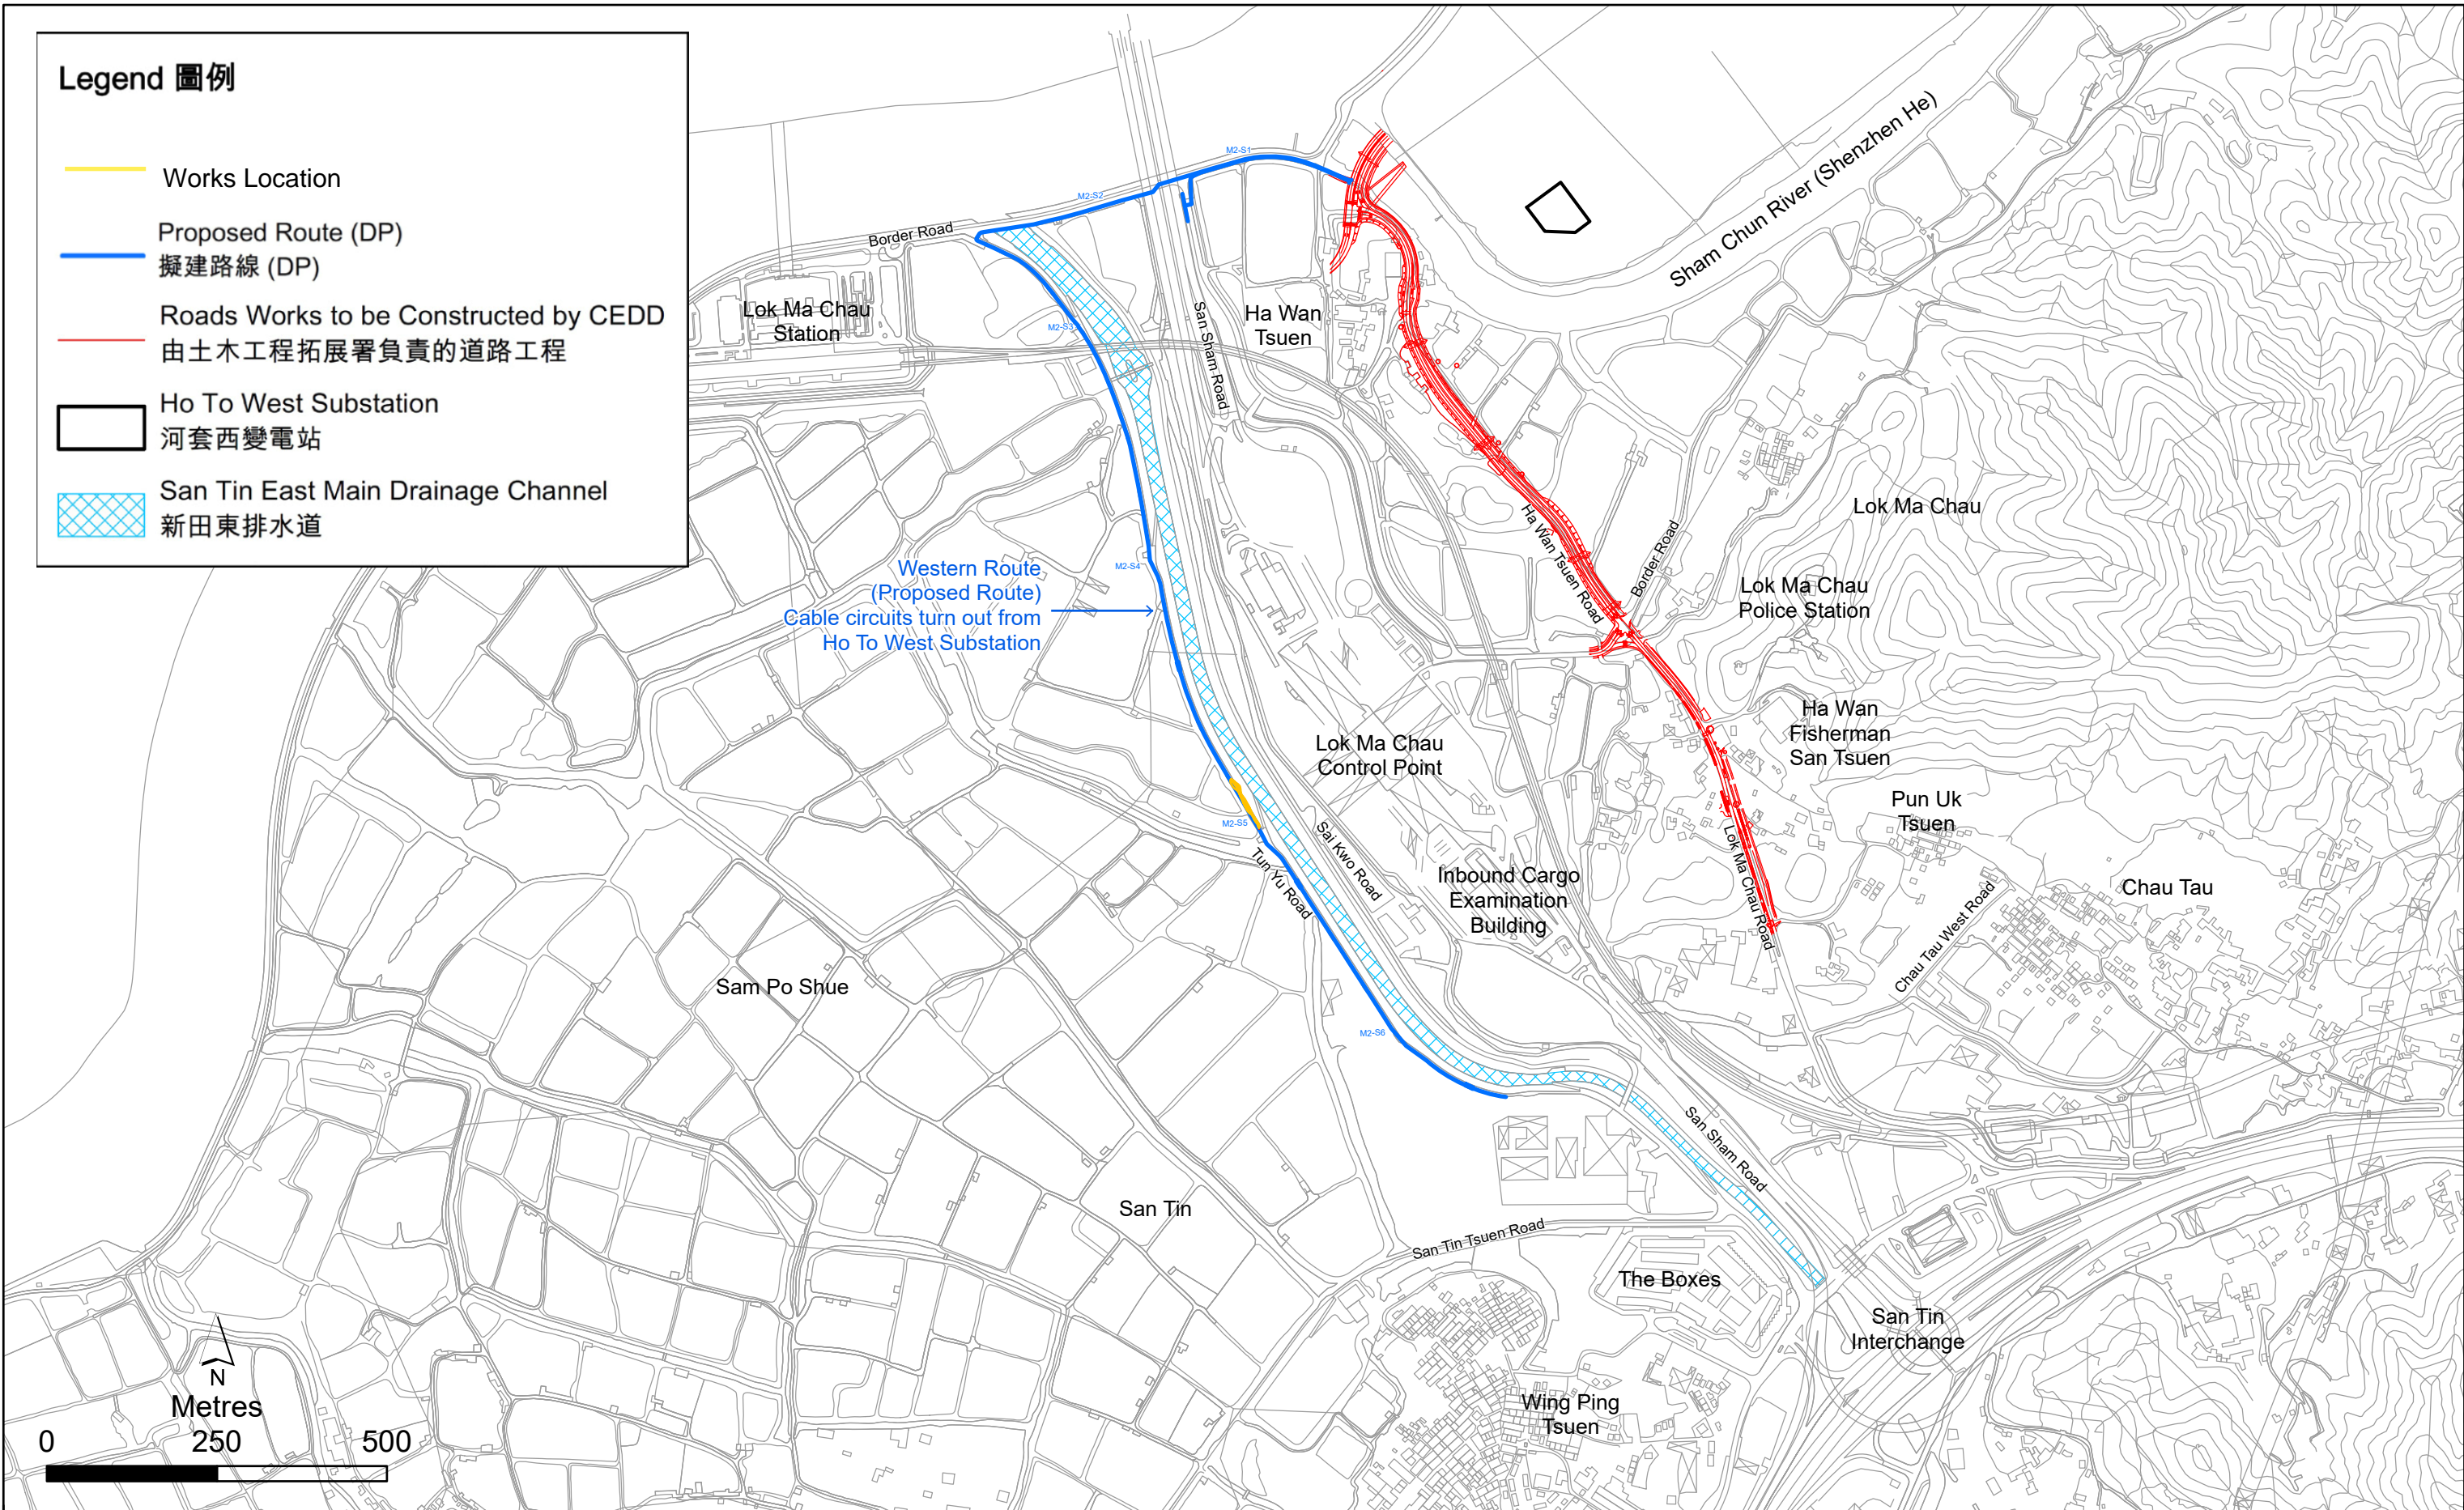 Legend 圖例
Works Location
Proposed Route (DP)
擬建路線 (DP)
Roads Works to be Constructed by CEDD
由土木工程拓展署負責的道路工程
Ho To West Substation
河套西變電站
San Tin East Main Drainage Channel
新田東排水道
M2-S1
M2-S2
Border Road
Sham Chun River (Shenzhen He)
Lok Ma Chau
Station
M2-S3
San Sham Road
Ha Wan
Tsuen
Lok Ma Chau
Ha Wan Tsuen Road
Border Road
Western Route
(Proposed Route)
Cable circuits turn out from
Ho To West Substation
M2-S4
Lok Ma Chau
Police Station
Ha Wan
Fisherman
San Tsuen
Lok Ma Chau
Control Point
Pun Uk
Tsuen
M2-S5
Tun Yu Road
Sai Kwo Road
Inbound Cargo
Examination
Building
Lok Ma Chau Road
Chau Tau
Chau Tau West Road
Sam Po Shue
M2-S6
San Sham Road
San Tin
San Tin Tsuen Road
The Boxes
San Tin
Interchange
Wing Ping
Tsuen
N
Metres
0 250 500